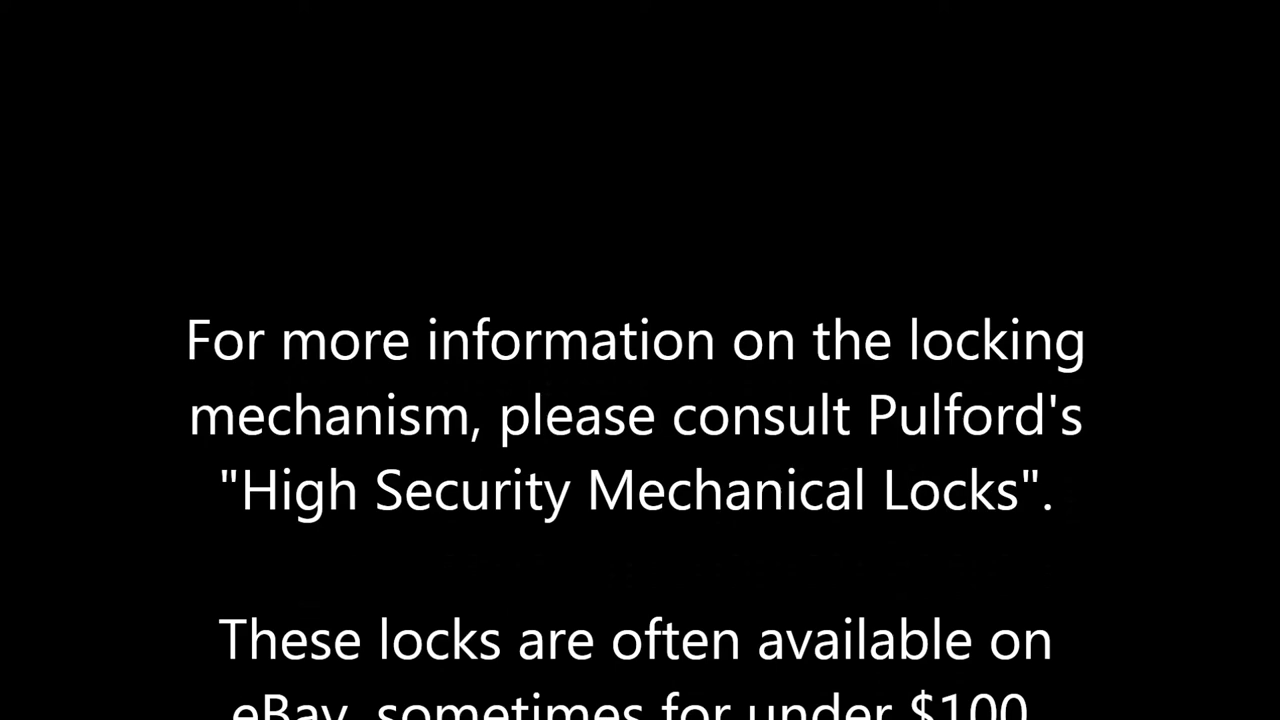 For more information on the locking
mechanism, please consult Pulford's
"High Security Mechanical Locks".
These locks are often available on
eBay, sometimes for under $100